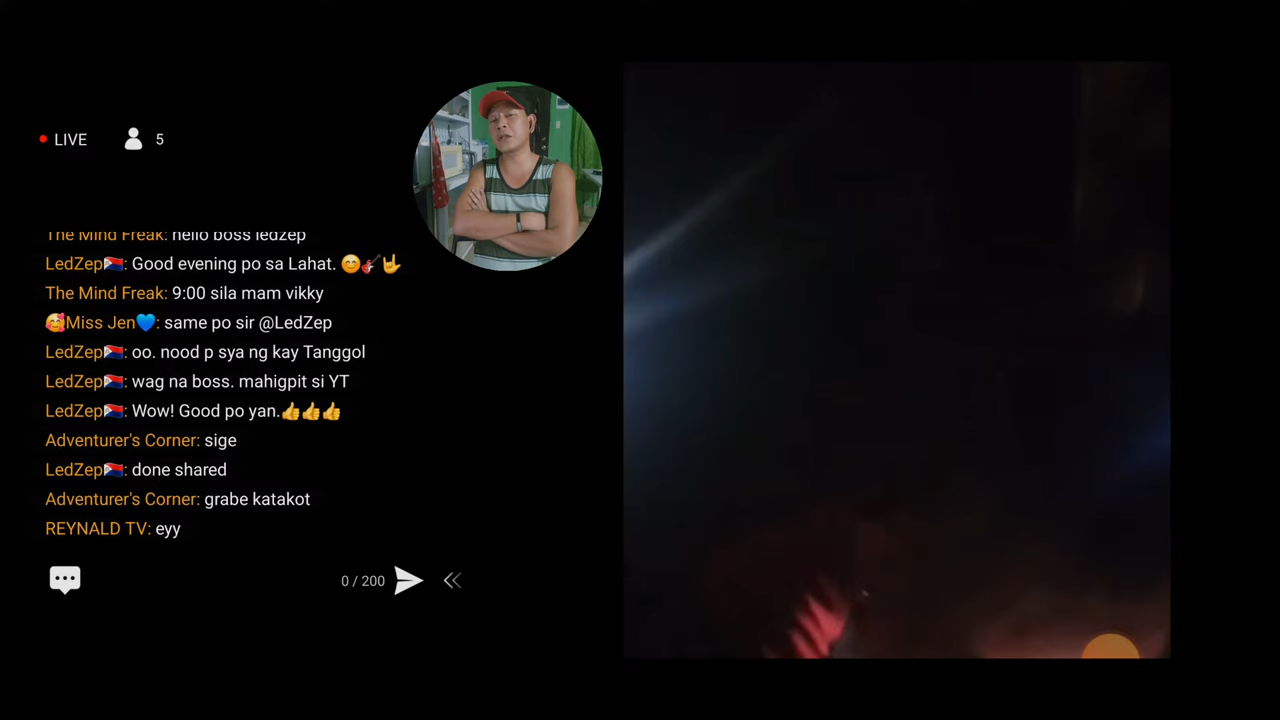 LIVE 5
The Mind Freak: hello boss ledzep
LedZep🇵🇭: Good evening po sa Lahat. 😊🎸🤘
The Mind Freak: 9:00 sila mam vikky
🥰Miss Jen💙: same po sir @LedZep
LedZep🇵🇭: oo. nood p sya ng kay Tanggol
LedZep🇵🇭: wag na boss. mahigpit si YT
LedZep🇵🇭: Wow! Good po yan.👍👍👍
Adventurer's Corner: sige
LedZep🇵🇭: done shared
Adventurer's Corner: grabe katakot
REYNALD TV: eyy
0 / 200